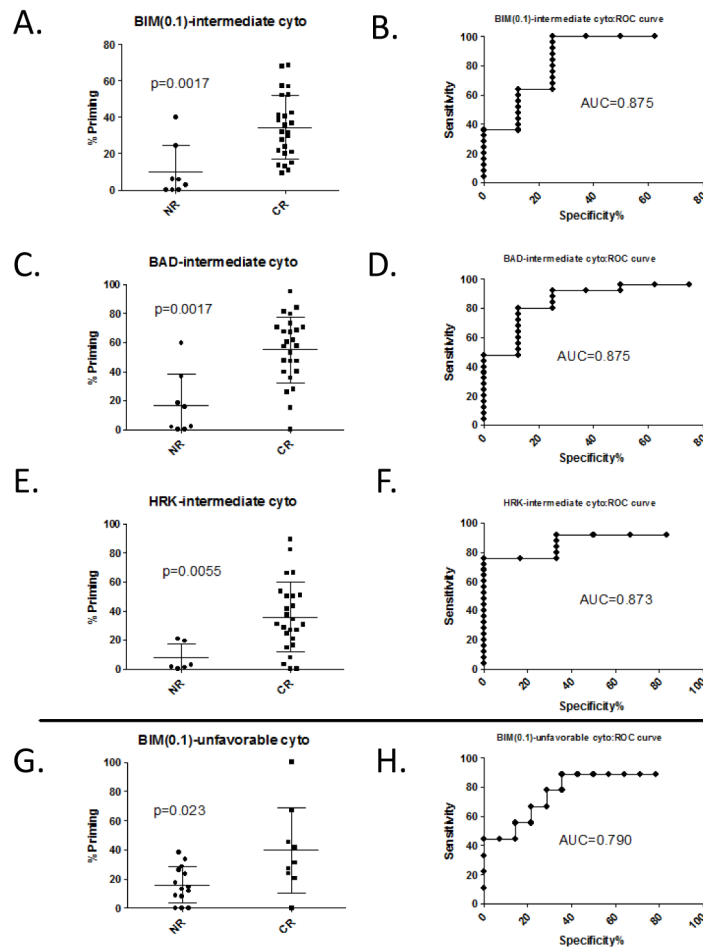 A.
BIM(0.1)-intermediate cyto
% Priming
80
60
40
20
0
p=0.0017
NR
CR
B.
BIM(0.1)-intermediate cyto:ROC curve
Sensitivity
100
80
60
40
20
0
AUC=0.875
0
20
40
60
80
Specificity%
C.
BAD-intermediate cyto
% Priming
100
80
60
40
20
0
p=0.0017
NR
CR
D.
BAD-intermediate cyto:ROC curve
Sensitivity
100
80
60
40
20
0
AUC=0.875
0
20
40
60
80
Specificity%
E.
HRK-intermediate cyto
% Priming
100
80
60
40
20
0
p=0.0055
NR
CR
F.
HRK-intermediate cyto:ROC curve
Sensitivity
100
80
60
40
20
0
AUC=0.873
0
20
40
60
80
100
Specificity%
G.
BIM(0.1)-unfavorable cyto
% Priming
100
80
60
40
20
0
p=0.023
NR
CR
H.
BIM(0.1)-unfavorable cyto:ROC curve
Sensitivity
100
80
60
40
20
0
AUC=0.790
0
20
40
60
80
100
Specificity%